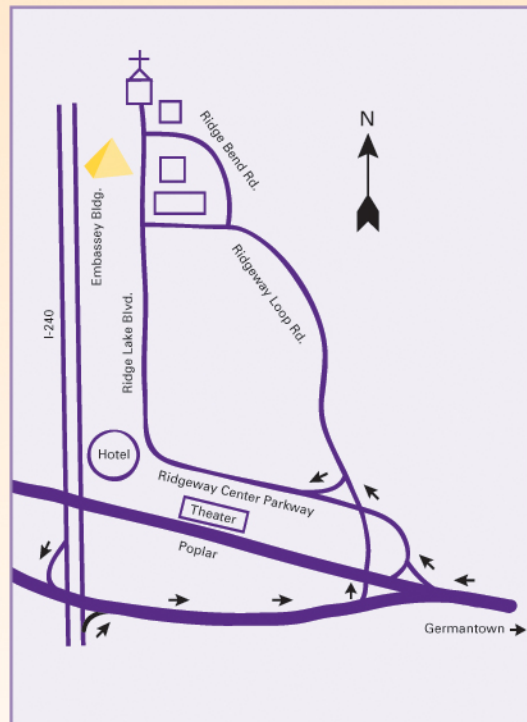 N
Ridge Bend Rd.
Embassey Bldg.
Ridgeway Loop Rd.
I-240
Ridge Lake Blvd.
Hotel
Ridgeway Center Parkway
Theater
Poplar
Germantown